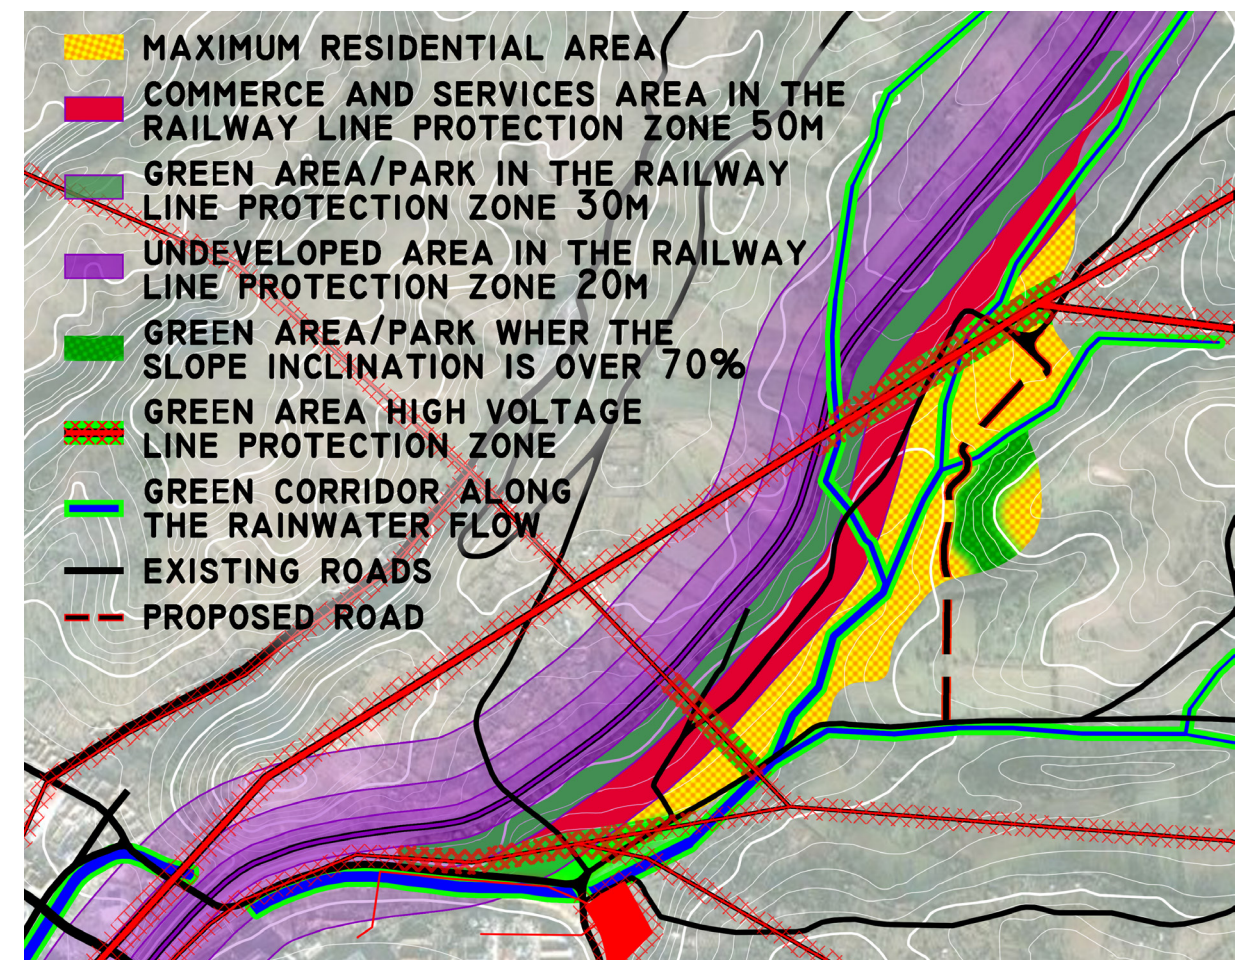 MAXIMUM RESIDENTIAL AREA
COMMERCE AND SERVICES AREA IN THE
RAILWAY LINE PROTECTION ZONE 50M
GREEN AREA/PARK IN THE RAILWAY
LINE PROTECTION ZONE 30M
UNDEVELOPED AREA IN THE RAILWAY
LINE PROTECTION ZONE 20M
GREEN AREA/PARK WHER THE
SLOPE INCLINATION IS OVER 70%
GREEN AREA HIGH VOLTAGE
LINE PROTECTION ZONE
GREEN CORRIDOR ALONG
THE RAINWATER FLOW
EXISTING ROADS
PROPOSED ROAD